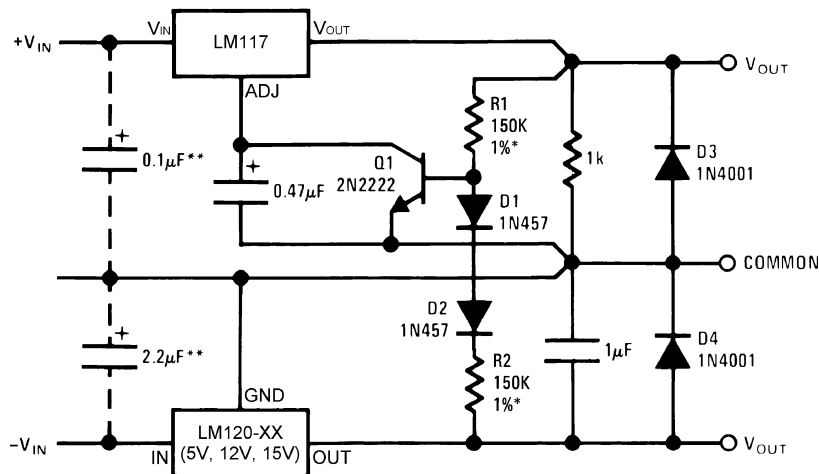 +VIN
VIN
LM117
VOUT
ADJ
R1
150K
1%*
VOUT
0.1μF**
0.47μF
Q1
2N2222
1k
D3
1N4001
D1
1N457
COMMON
D2
1N457
2.2μF**
R2
150K
1%*
1μF
D4
1N4001
GND
-VIN
IN
LM120-XX
(5V, 12V, 15V)
OUT
VOUT